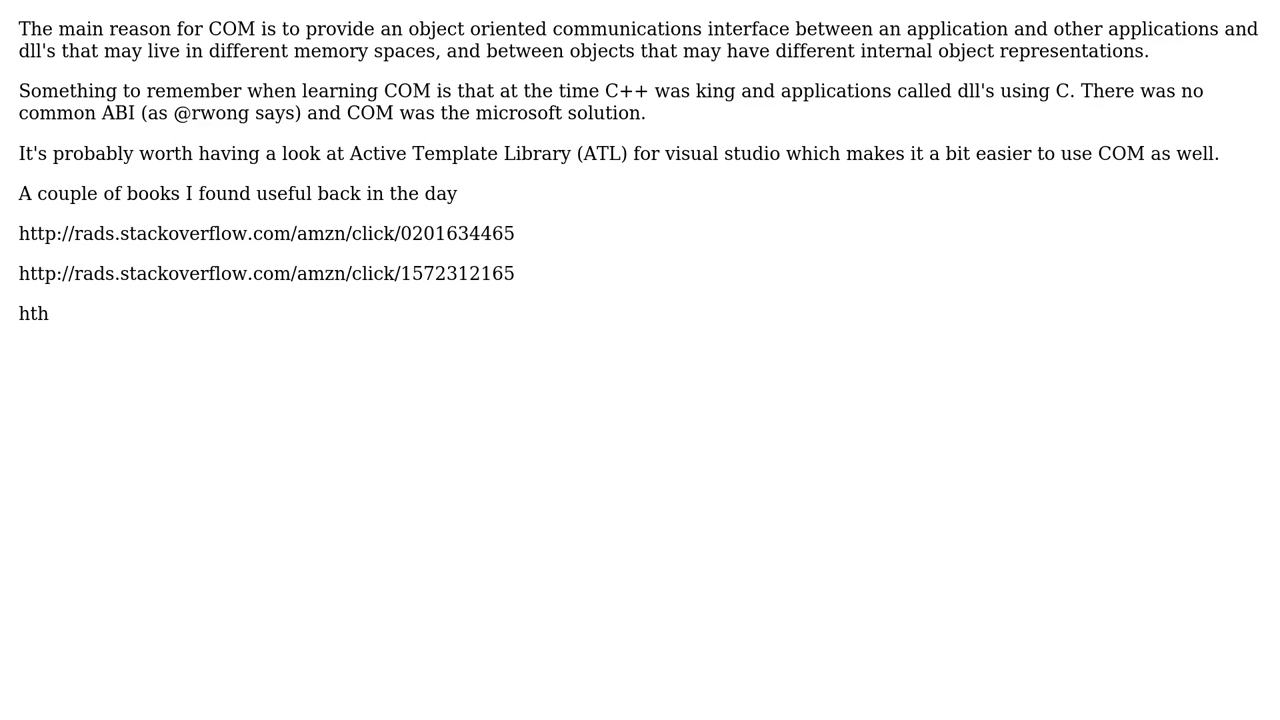 The main reason for COM is to provide an object oriented communications interface between an application and other applications and
dll's that may live in different memory spaces, and between objects that may have different internal object representations.
Something to remember when learning COM is that at the time C++ was king and applications called dll's using C. There was no
common ABI (as @rwong says) and COM was the microsoft solution.
It's probably worth having a look at Active Template Library (ATL) for visual studio which makes it a bit easier to use COM as well.
A couple of books I found useful back in the day
http://rads.stackoverflow.com/amzn/click/0201634465
http://rads.stackoverflow.com/amzn/click/1572312165
hth